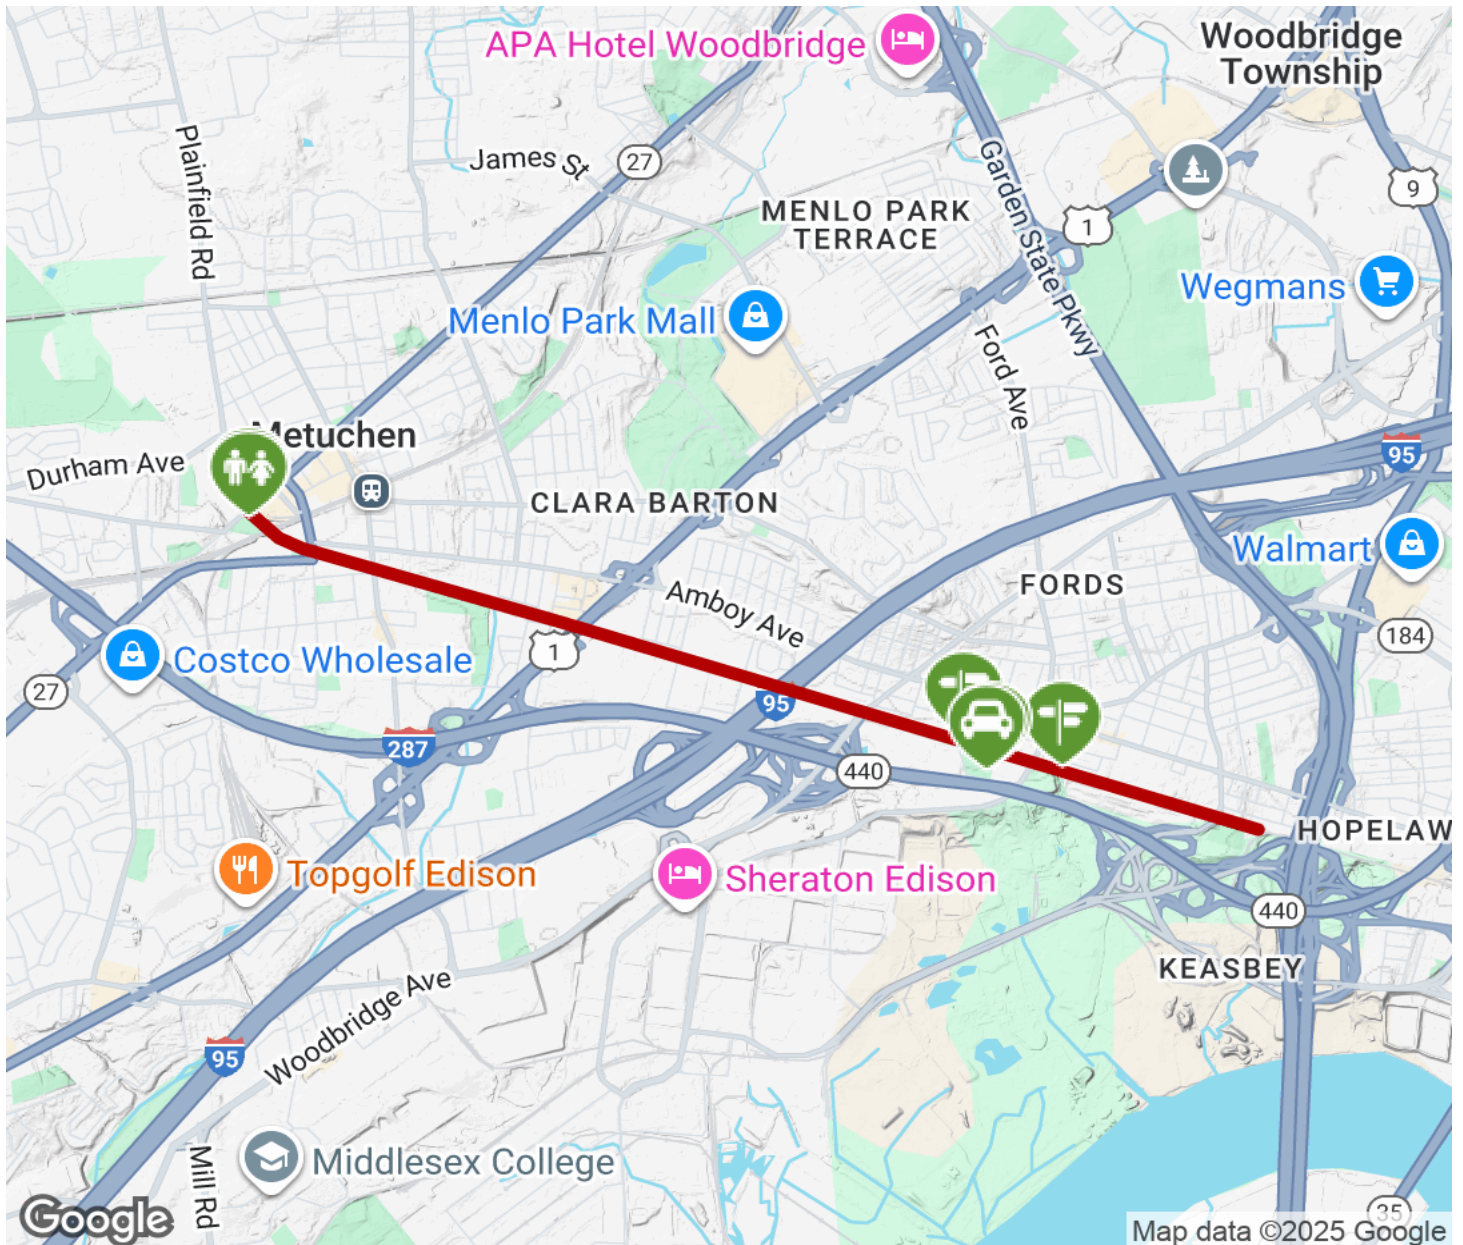 APA Hotel Woodbridge
Woodbridge
Township
Plainfield Rd
James St
27
Garden State Pkwy
9
MENLO PARK
TERRACE
1
Wegmans
Menlo Park Mall
Ford Ave
Metuchen
95
Durham Ave
CLARA BARTON
Walmart
FORDS
Amboy Ave
184
1
Costco Wholesale
27
95
287
440
HOPELAW
Topgolf Edison
Sheraton Edison
440
KEASBEY
Woodbridge Ave
95
Middlesex College
Mill Rd
35
Google
Map data ©2025 Google